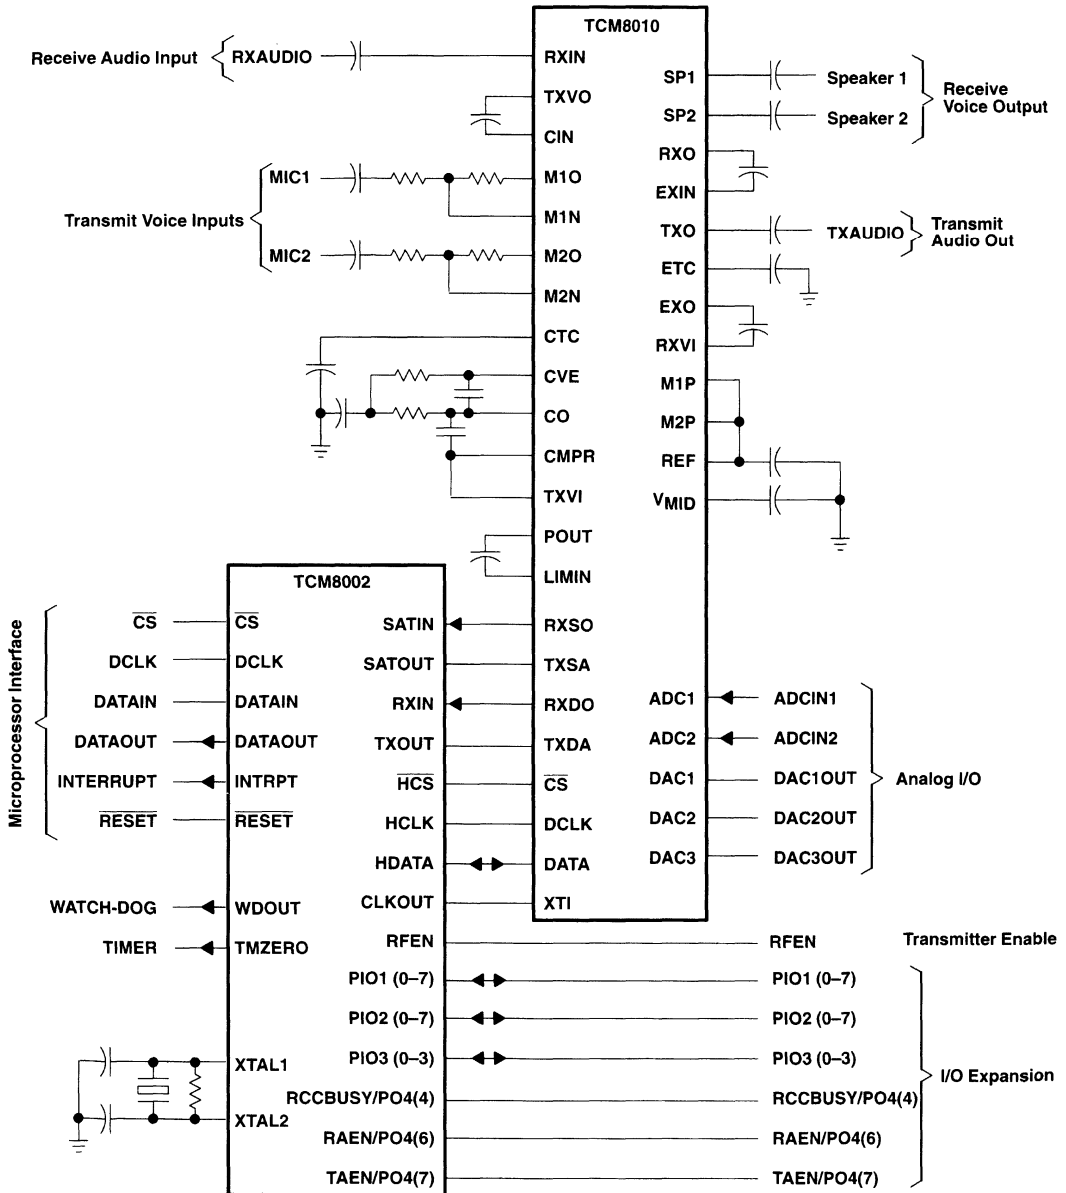 TCM8010
Receive Audio Input
RXAUDIO
RXIN
TXVO
CIN
Transmit Voice Inputs
MIC1
M1O
M1N
MIC2
M2O
M2N
CTC
CVE
CO
CMPR
TXVI
POUT
LIMIN
RXSO
TXSA
RXDO
TXDA
C̅S̅
DCLK
DATA
XTI
SP1
Speaker 1
SP2
Speaker 2
Receive
Voice Output
RXO
EXIN
TXO
TXAUDIO
Transmit
Audio Out
ETC
EXO
RXVI
M1P
M2P
REF
VMID
ADC1
ADCIN1
ADC2
ADCIN2
DAC1
DAC1OUT
DAC2
DAC2OUT
DAC3
DAC3OUT
Analog I/O
TCM8002
Microprocessor Interface
C̅S̅
C̅S̅
DCLK
DCLK
DATAIN
DATAIN
DATAOUT
DATAOUT
INTERRUPT
INTRPT
R̅E̅S̅E̅T̅
R̅E̅S̅E̅T̅
WATCH-DOG
WDOUT
TIMER
TMZERO
XTAL1
XTAL2
SATIN
SATOUT
RXIN
TXOUT
H̅C̅S̅
HCLK
HDATA
CLKOUT
RFEN
RFEN
Transmitter Enable
PIO1 (0–7)
PIO1 (0–7)
PIO2 (0–7)
PIO2 (0–7)
PIO3 (0–3)
PIO3 (0–3)
RCCBUSY/PO4(4)
RCCBUSY/PO4(4)
RAEN/PO4(6)
RAEN/PO4(6)
TAEN/PO4(7)
TAEN/PO4(7)
I/O Expansion